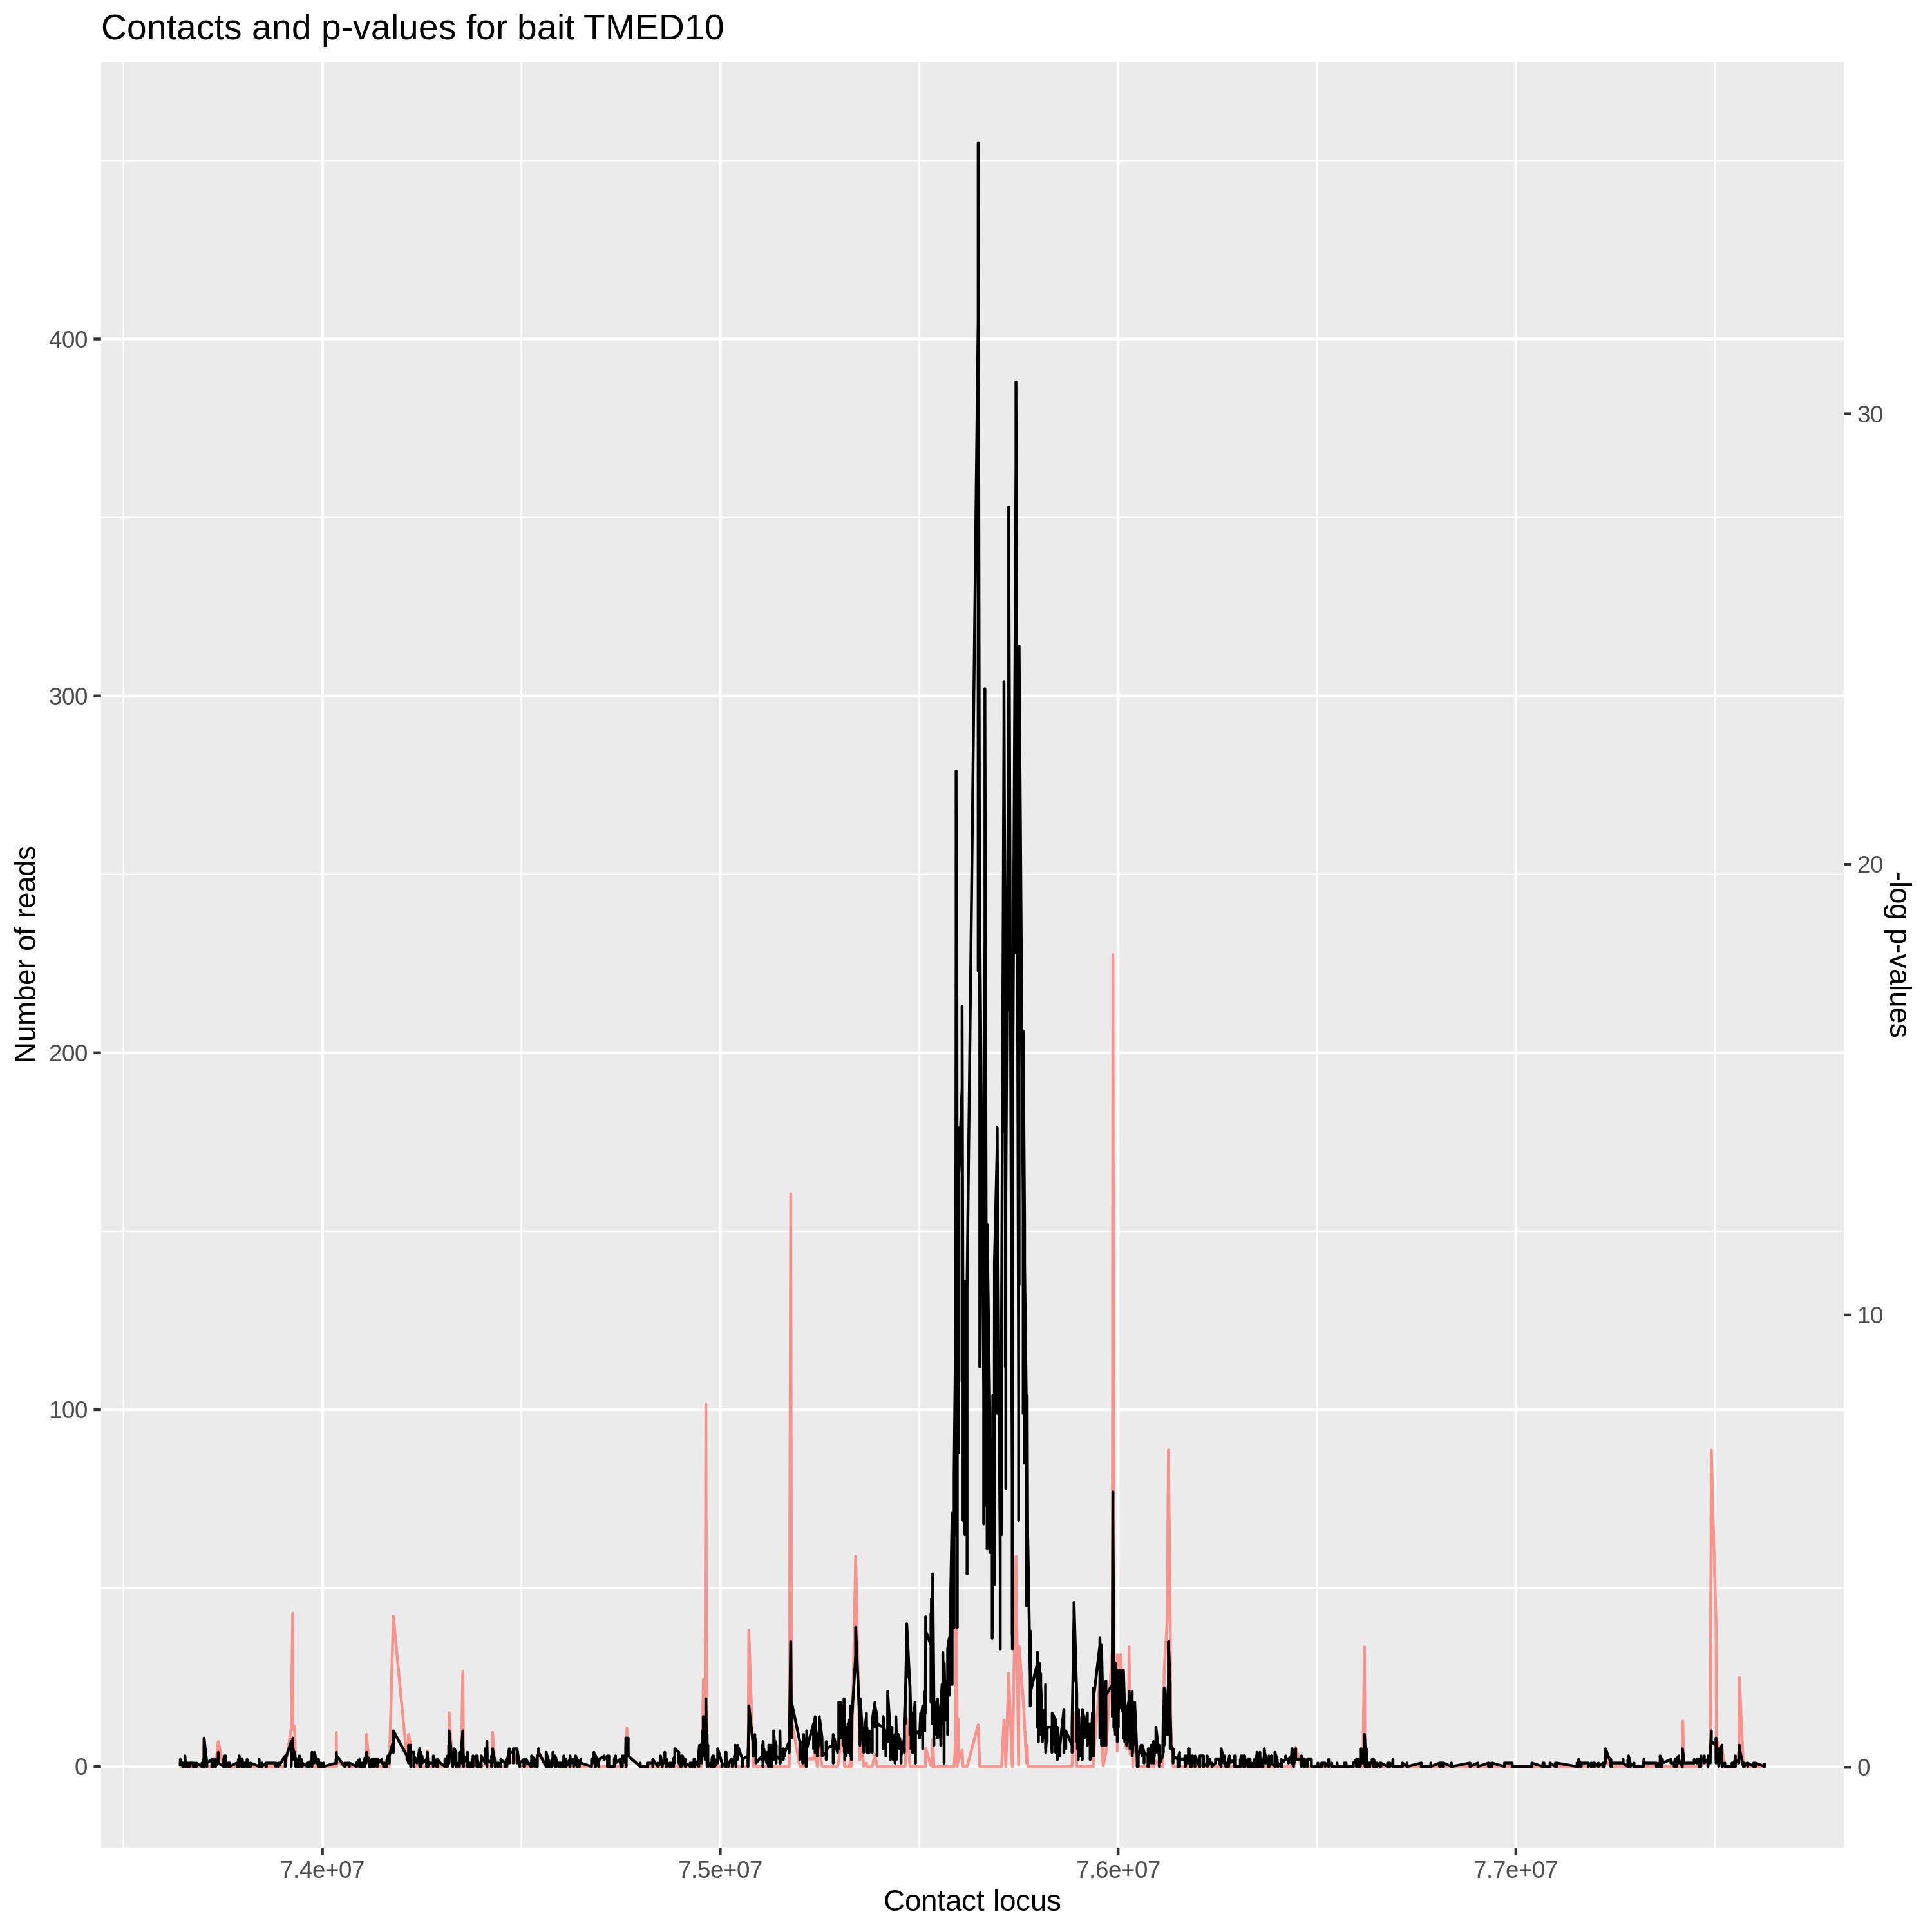 Contacts and p-values for bait TMED10
Number of reads
400
300
200
100
0
30
20
10
0
-log p-values
7.4e+07
7.5e+07
7.6e+07
7.7e+07
Contact locus